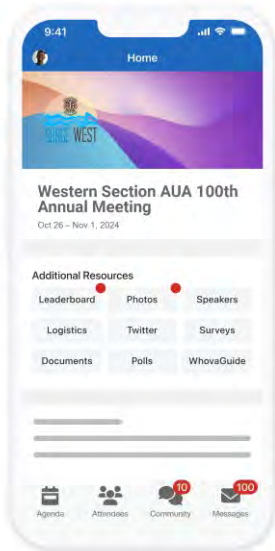 9:41
Home
WEST
Western Section AUA 100th
Annual Meeting
Oct 26 – Nov 1, 2024
Additional Resources
Leaderboard Photos Speakers
Logistics Twitter Surveys
Documents Polls WhovaGuide
10 100
Agenda Attendees Community Messages